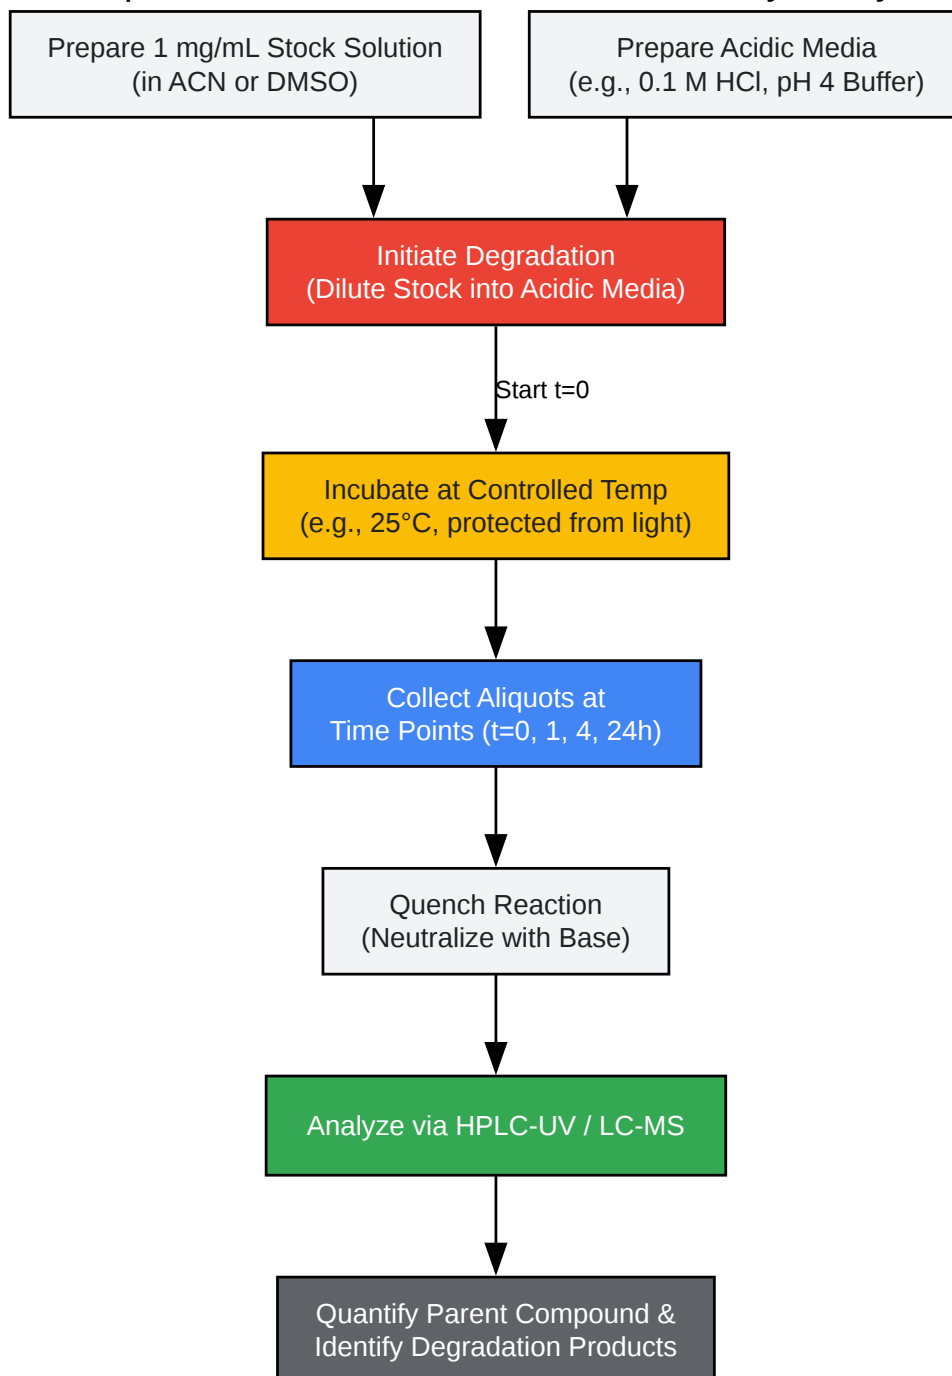 Prepare 1 mg/mL Stock Solution
(in ACN or DMSO)
Prepare Acidic Media
(e.g., 0.1 M HCl, pH 4 Buffer)
Initiate Degradation
(Dilute Stock into Acidic Media)
Start t=0
Incubate at Controlled Temp
(e.g., 25°C, protected from light)
Collect Aliquots at
Time Points (t=0, 1, 4, 24h)
Quench Reaction
(Neutralize with Base)
Analyze via HPLC-UV / LC-MS
Quantify Parent Compound &
Identify Degradation Products